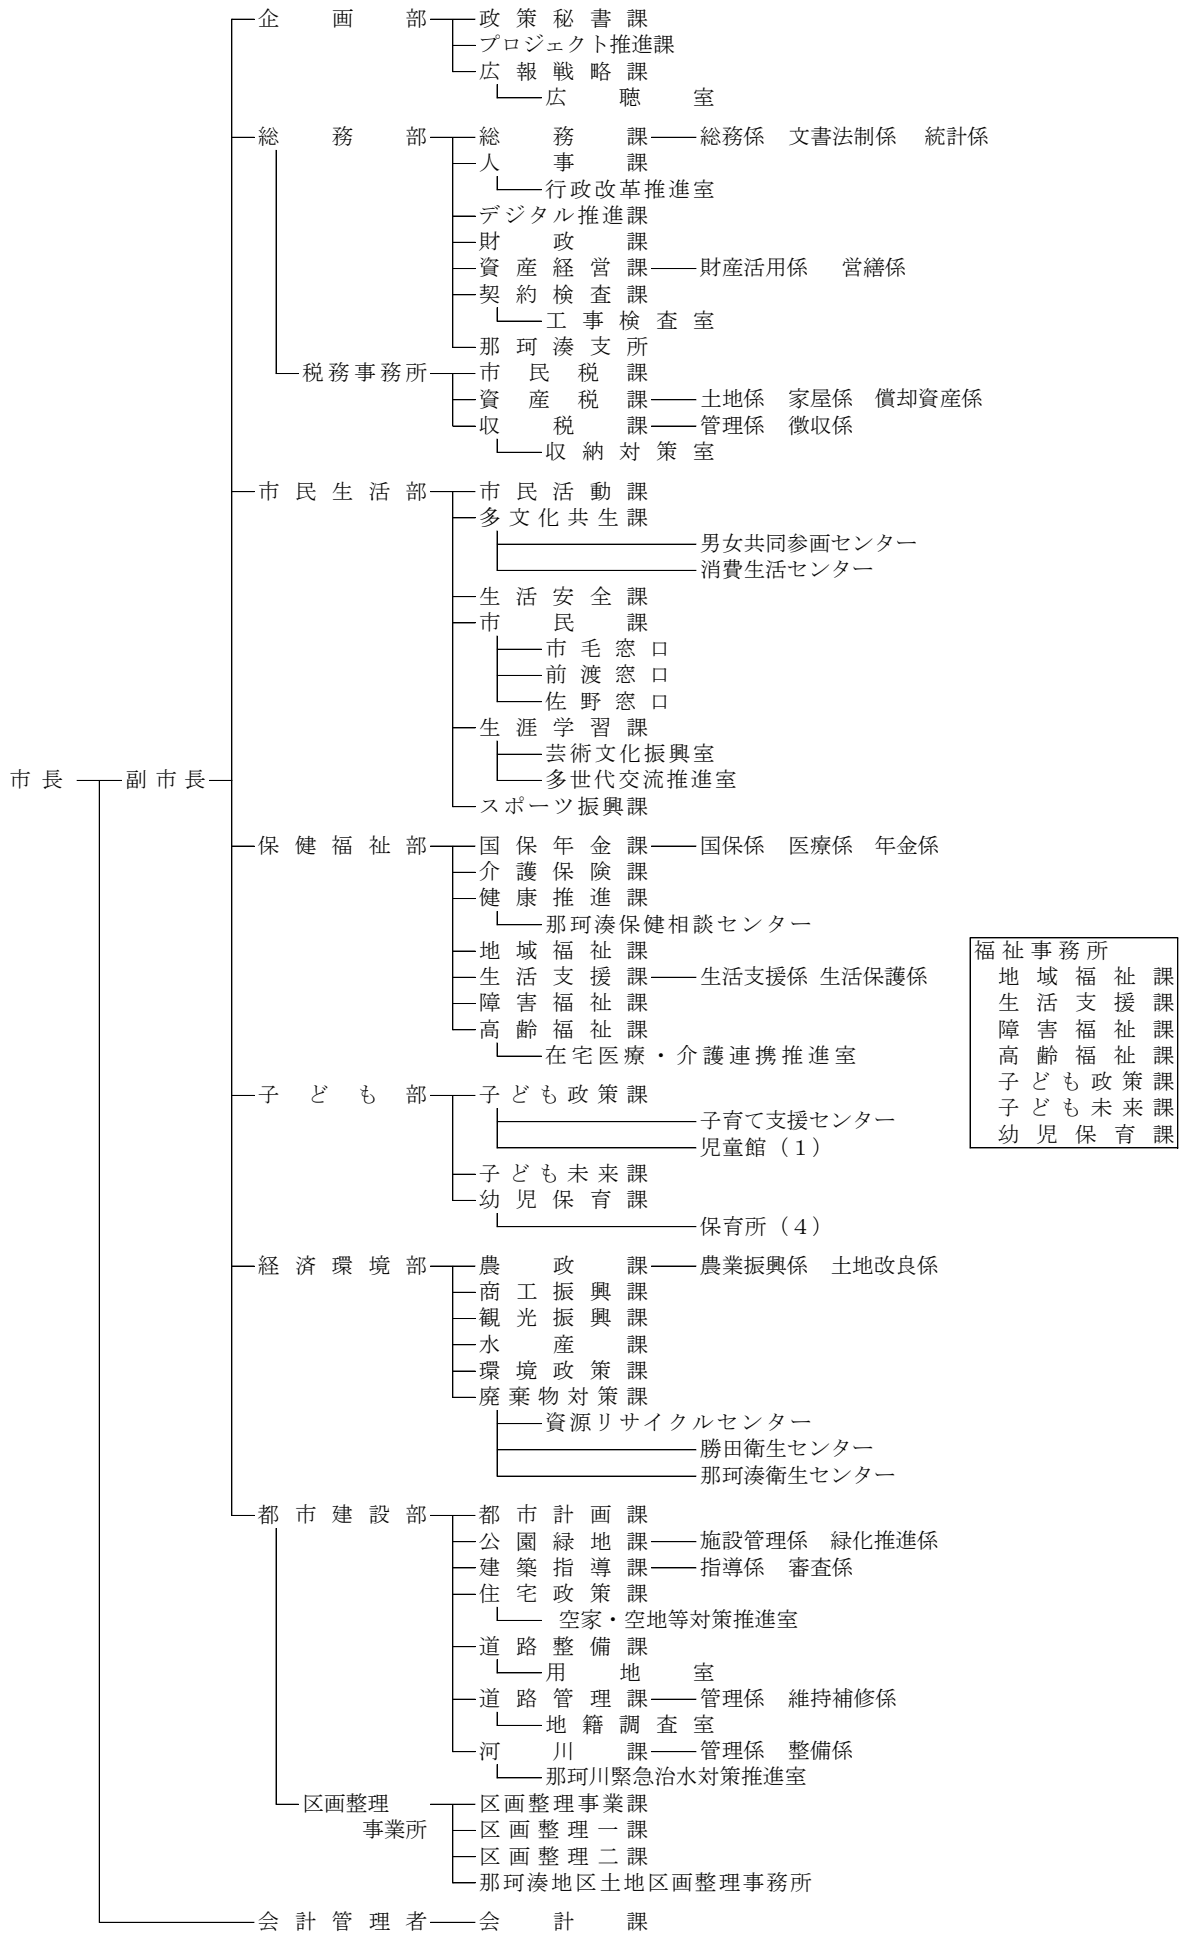 企画部 政策秘書課
プロジェクト推進課
広報戦略課
広聴室
総務部 総務課 総務係 文書法制係 統計係
人事課
行政改革推進室
デジタル推進課
財政課
資産経営課 財産活用係 営繕係
契約検査課
工事検査室
那珂湊支所
税務事務所 市民税課
資産税課 土地係 家屋係 償却資産係
収税課 管理係 徴収係
収納対策室
市民生活部 市民活動課
多文化共生課
男女共同参画センター
消費生活センター
生活安全課
市民課
市毛窓口
前渡窓口
佐野窓口
生涯学習課
芸術文化振興室
市長 副市長 多世代交流推進室
スポーツ振興課
保健福祉部 国保年金課 国保係 医療係 年金係
介護保険課
健康推進課
那珂湊保健相談センター
地域福祉課 福祉事務所
生活支援課 生活支援係 生活保護係 地域福祉課
障害福祉課 生活支援課
高齢福祉課 障害福祉課
在宅医療・介護連携推進室 高齢福祉課
子ども政策課
子ども部 子ども政策課 子ども未来課
子育て支援センター 幼児保育課
児童館（１）
子ども未来課
幼児保育課
保育所（４）
経済環境部 農政課 農業振興係 土地改良係
商工振興課
観光振興課
水産課
環境政策課
廃棄物対策課
資源リサイクルセンター
勝田衛生センター
那珂湊衛生センター
都市建設部 都市計画課
公園緑地課 施設管理係 緑化推進係
建築指導課 指導係 審査係
住宅政策課
空家・空地等対策推進室
道路整備課
用地室
道路管理課 管理係 維持補修係
地籍調査室
河川課 管理係 整備係
那珂川緊急治水対策推進室
区画整理 区画整理事業課
事業所 区画整理一課
区画整理二課
那珂湊地区土地区画整理事務所
会計管理者 会計課